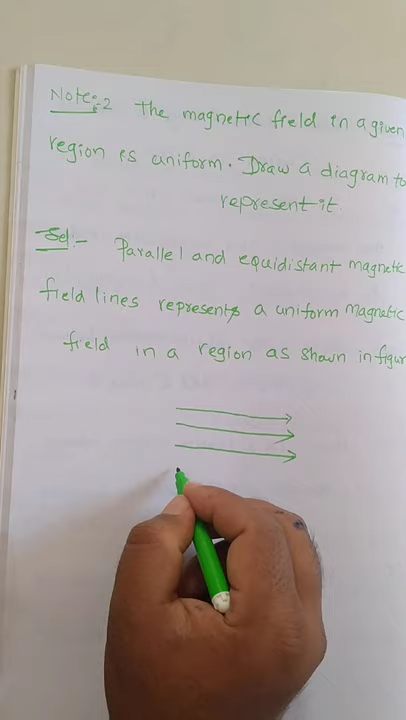 Note:-2 The magnetic field in a given
region is uniform. Draw a diagram to
represent it.
Sol:- Parallel and equidistant magnetic
field lines represents a uniform magnetic
field in a region as shown in figur